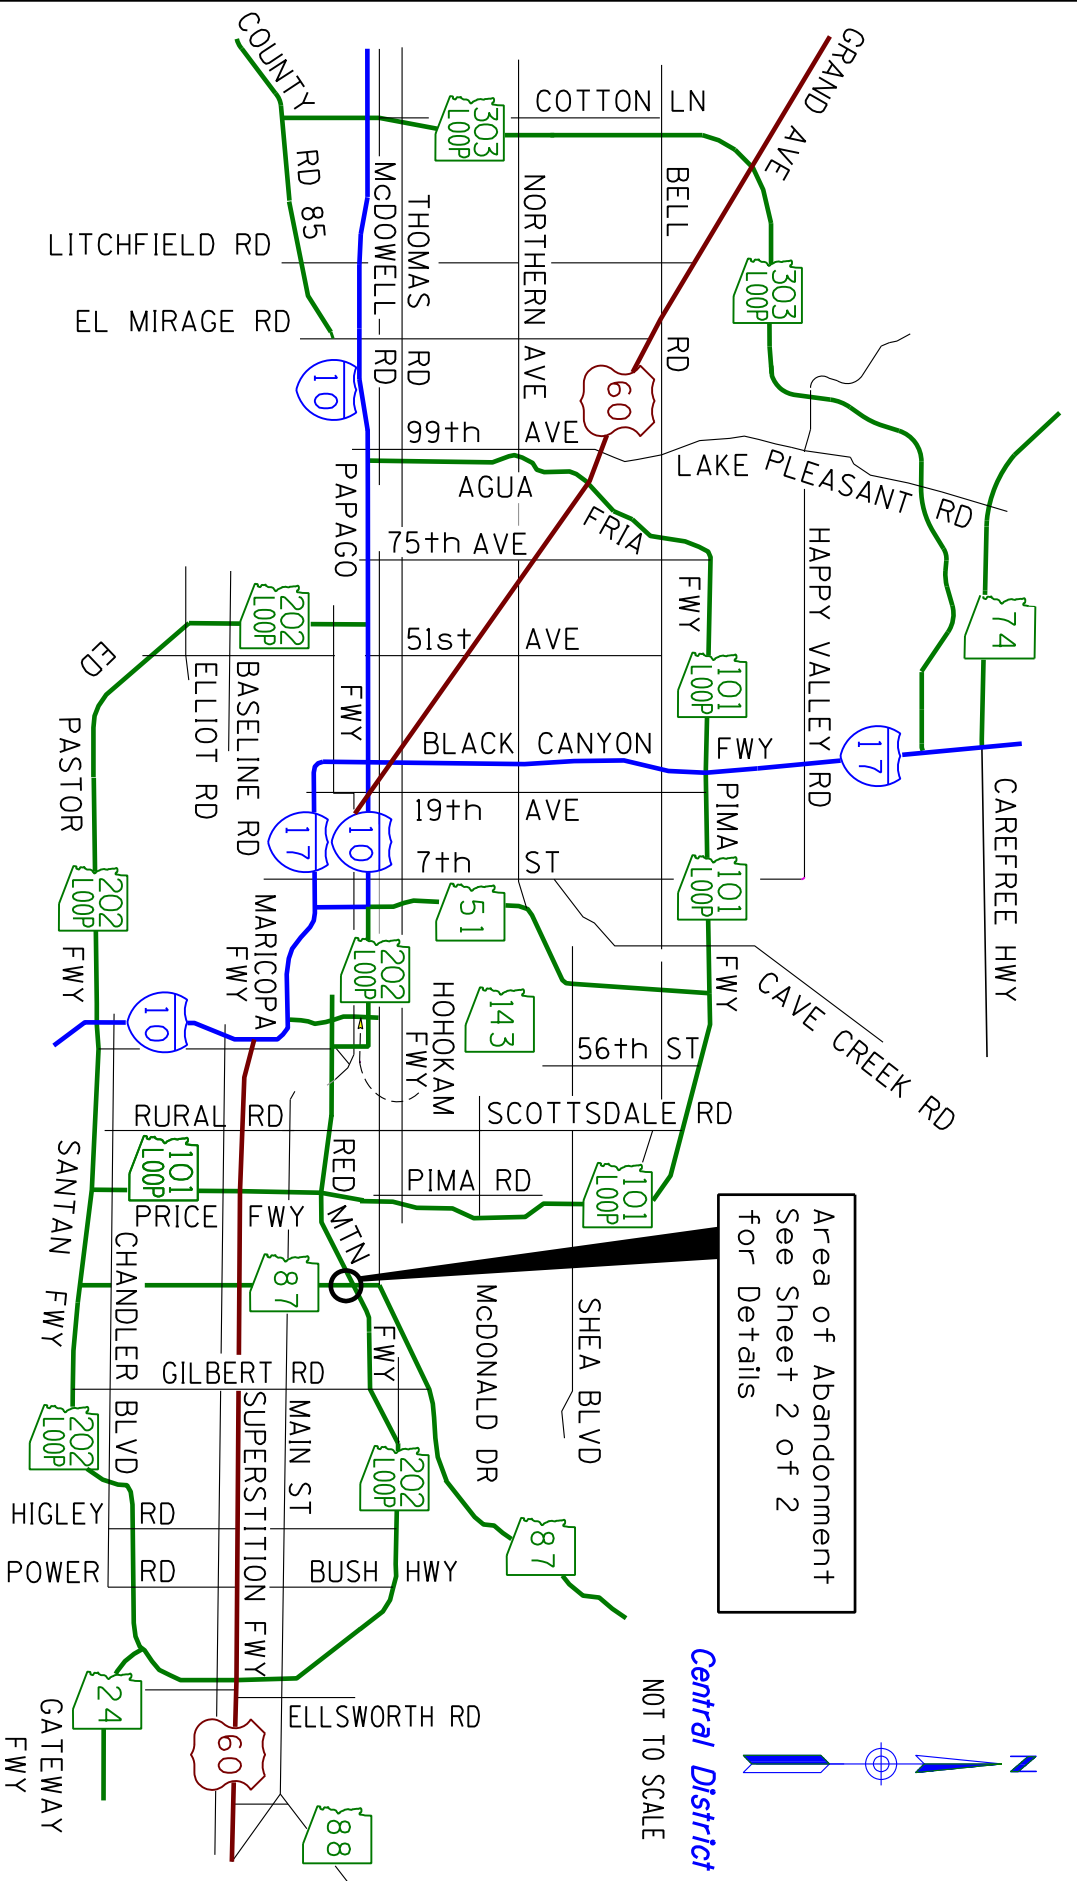 COUNTY
RD 85
GRAND AVE
COTTON LN
303
LOOP
BELL
RD
303
LOOP
LITCHFIELD RD
McDOWELL RD
THOMAS
RD
NORTHERN AVE
EL MIRAGE RD
10
60
99th AVE
LAKE PLEASANT RD
AGUA
FRIA
FWY
PAPAGO
FWY
75th AVE
HAPPY VALLEY RD
74
202
LOOP
51st AVE
101
LOOP
ED
PASTOR
FWY
ELLIOT RD
BASELINE RD
BLACK CANYON FWY
17
CAREFREE HWY
19th AVE
PIMA
FWY
17
10
7th ST
101
LOOP
202
LOOP
51
MARICOPA
FWY
202
LOOP
CAVE CREEK RD
10
HOHOKAM
FWY
143
56th ST
RURAL RD
SCOTTSDALE RD
RED
MTN
FWY
SANTAN
FWY
101
LOOP
PIMA RD
101
LOOP
PRICE FWY
CHANDLER BLVD
87
McDONALD DR
SHEA BLVD
Area of Abandonment
See Sheet 2 of 2
for Details
GILBERT RD
202
LOOP
SUPERSTITION FWY
MAIN ST
202
LOOP
87
HIGLEY RD
POWER RD
BUSH HWY
24
GATEWAY
FWY
ELLSWORTH RD
60
88
Central District
NOT TO SCALE
N